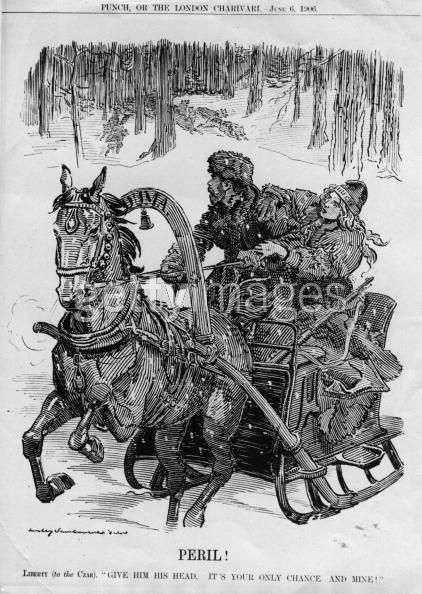 PUNCH, OR THE LONDON CHARIVARI. JUNE 6, 1906.
DUMA
gettyimages
PERIL!
LIBERTY (to the CZAR). "GIVE HIM HIS HEAD. IT'S YOUR ONLY CHANCE AND MINE!"